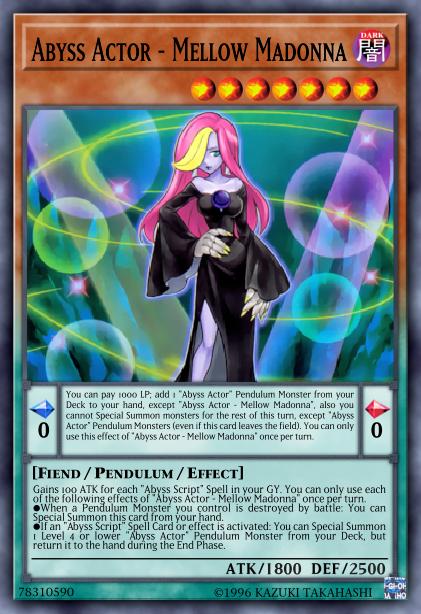 ABYSS ACTOR - MELLOW MADONNA
DARK
闇
You can pay 1000 LP; add 1 "Abyss Actor" Pendulum Monster from your
Deck to your hand, except "Abyss Actor - Mellow Madonna", also you
cannot Special Summon monsters for the rest of this turn, except "Abyss
Actor" Pendulum Monsters (even if this card leaves the field). You can only
use this effect of "Abyss Actor - Mellow Madonna" once per turn.
0
0
[FIEND / PENDULUM / EFFECT]
Gains 100 ATK for each "Abyss Script" Spell in your GY. You can only use each
of the following effects of "Abyss Actor - Mellow Madonna" once per turn.
●When a Pendulum Monster you control is destroyed by battle: You can
Special Summon this card from your hand.
●If an "Abyss Script" Spell Card or effect is activated: You can Special Summon
1 Level 4 or lower "Abyss Actor" Pendulum Monster from your Deck, but
return it to the hand during the End Phase.
ATK/1800 DEF/2500
78310590
©1996 KAZUKI TAKAHASHI